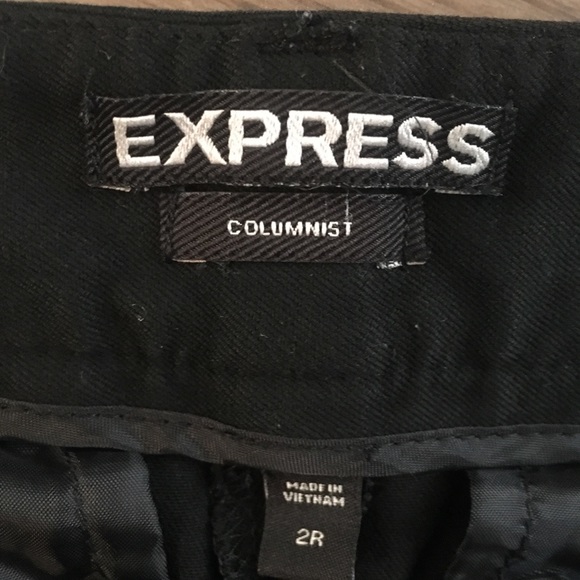 EXPRESS
COLUMNIST
MADE IN
VIETNAM
2R